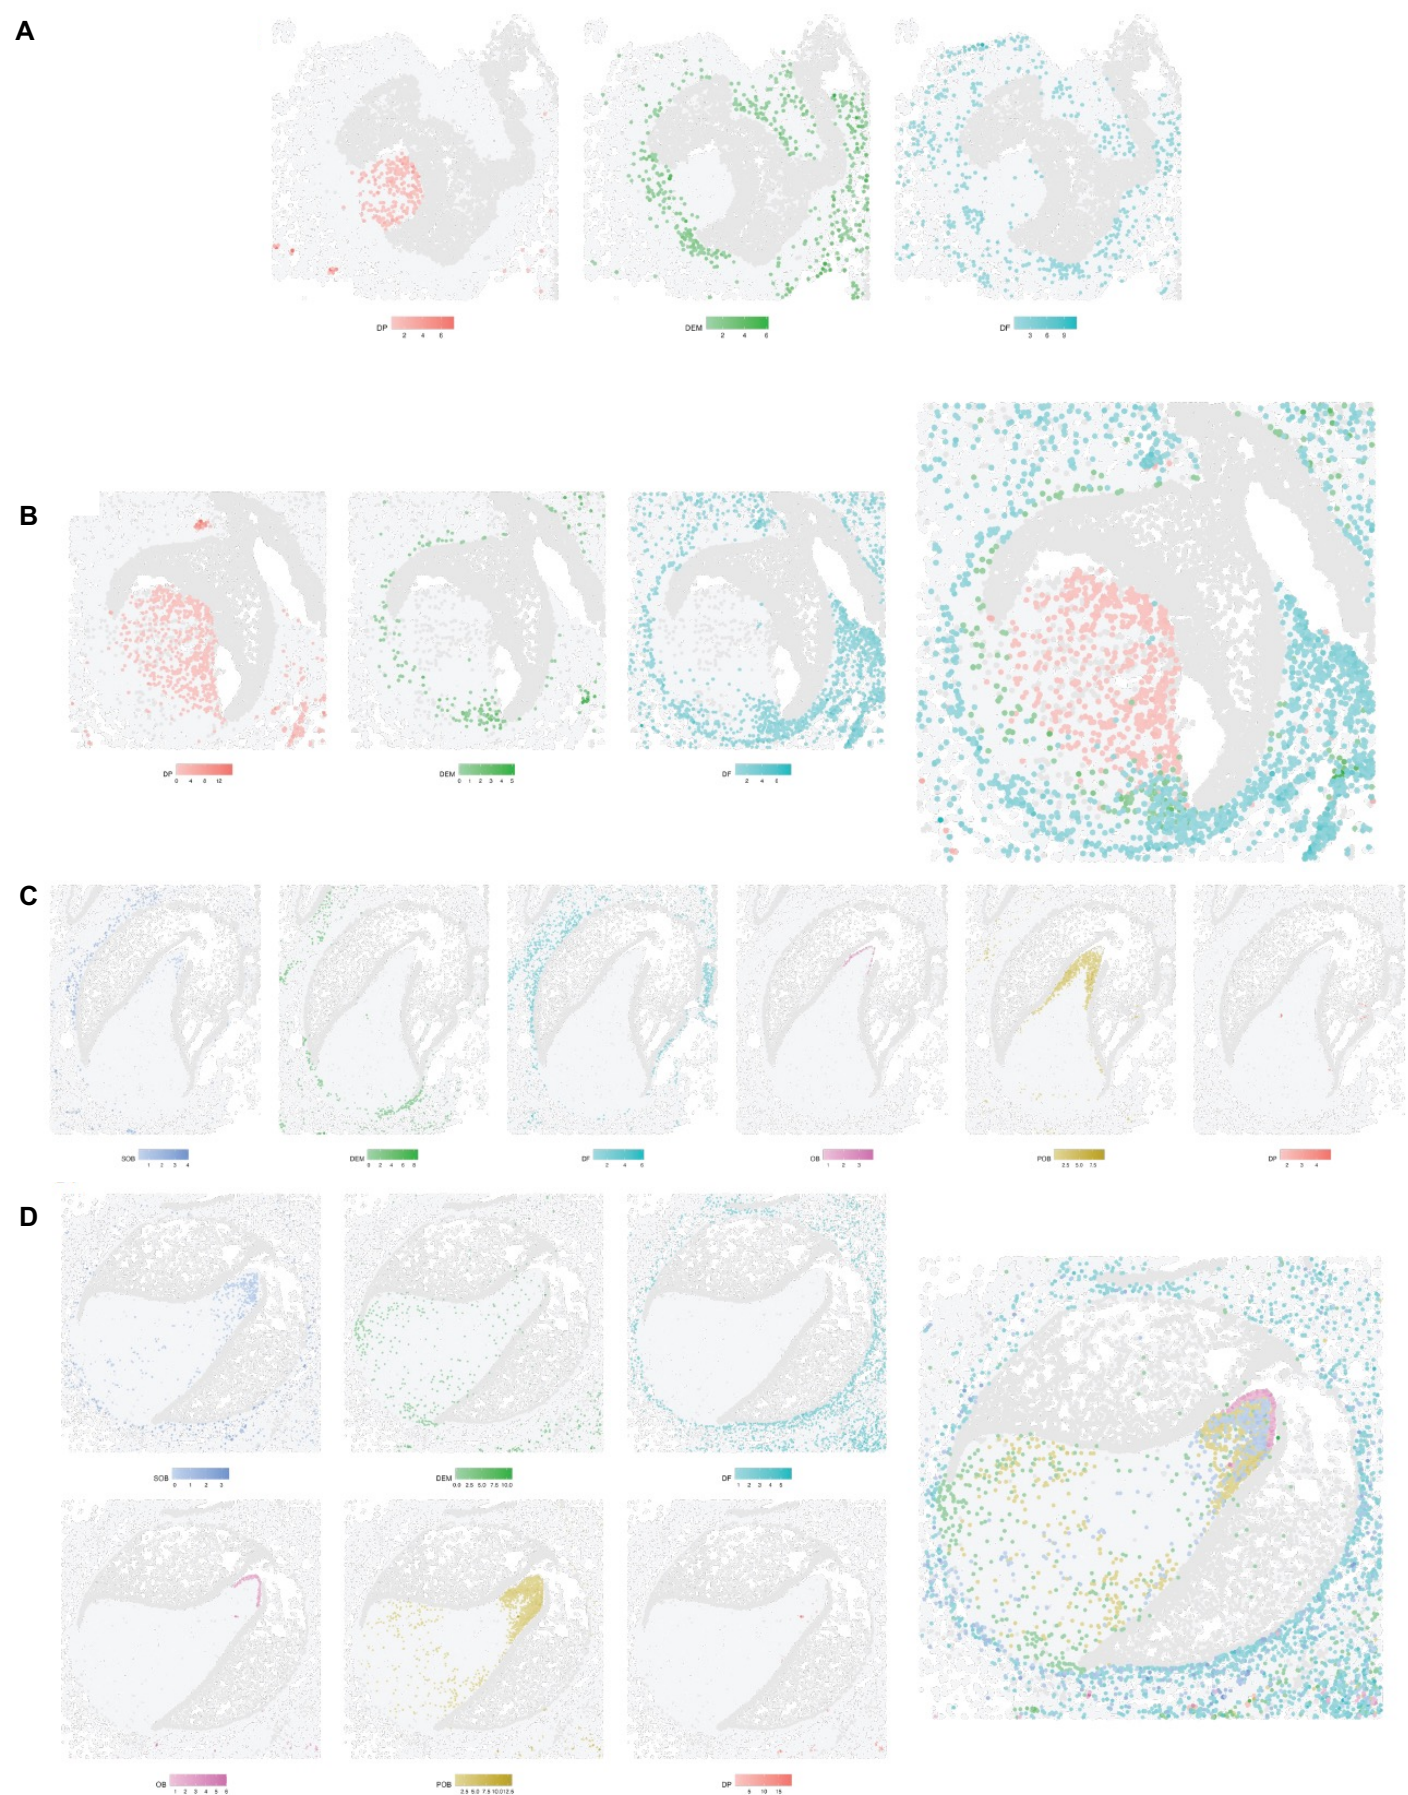 A
DP 2 4 6
DEM 2 4 6
DF 3 6 9
B
DP 0 4 8 12
DEM 0 1 2 3 4 5
DF 2 4 6
C
SOB 1 2 3 4
DEM 0 2 4 6 8
DF 2 4 6
OB 1 2 3
POB 2.5 5.0 7.5
DP 2 3 4
D
SOB 0 1 2 3
DEM 0.0 2.5 5.0 7.5 10.0
DF 1 2 3 4 5
OB 1 2 3 4 5 6
POB 2.5 5.0 7.5 10.0 12.5
DP 5 10 15